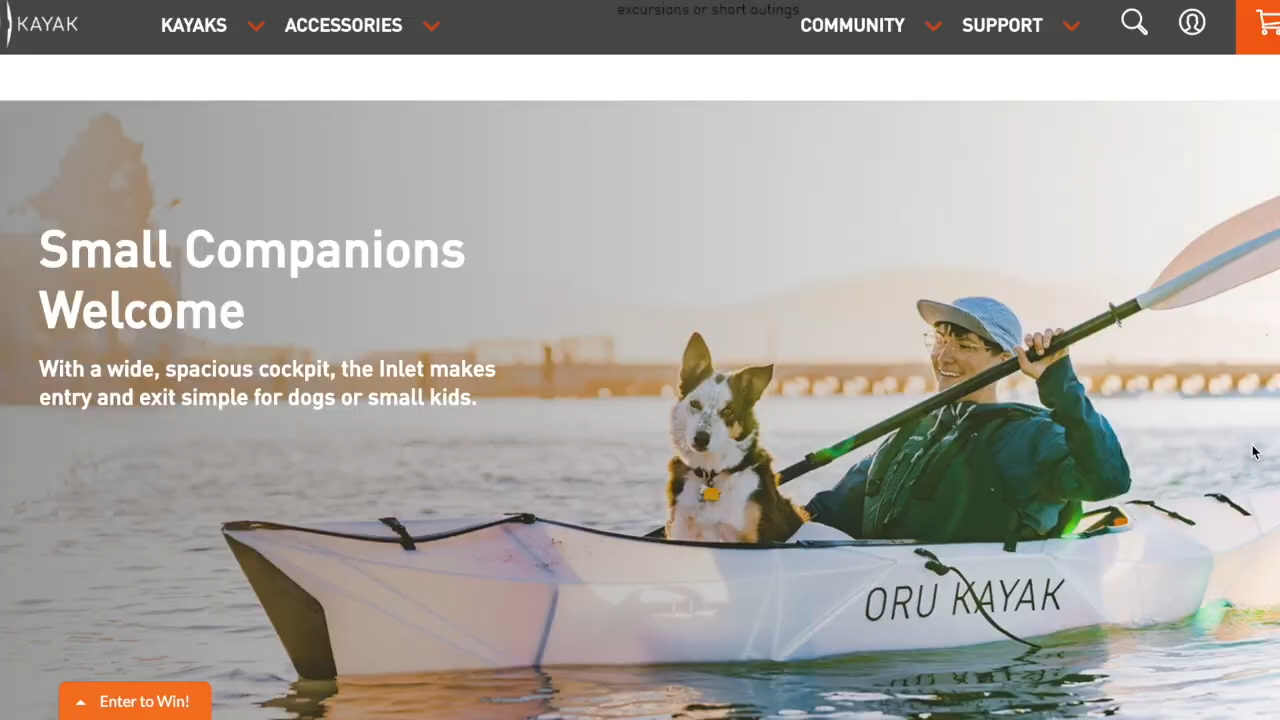 KAYAK
KAYAKS
ACCESSORIES
excursions or short outings
COMMUNITY
SUPPORT
Small Companions
Welcome
With a wide, spacious cockpit, the Inlet makes
entry and exit simple for dogs or small kids.
ORU KAYAK
Enter to Win!